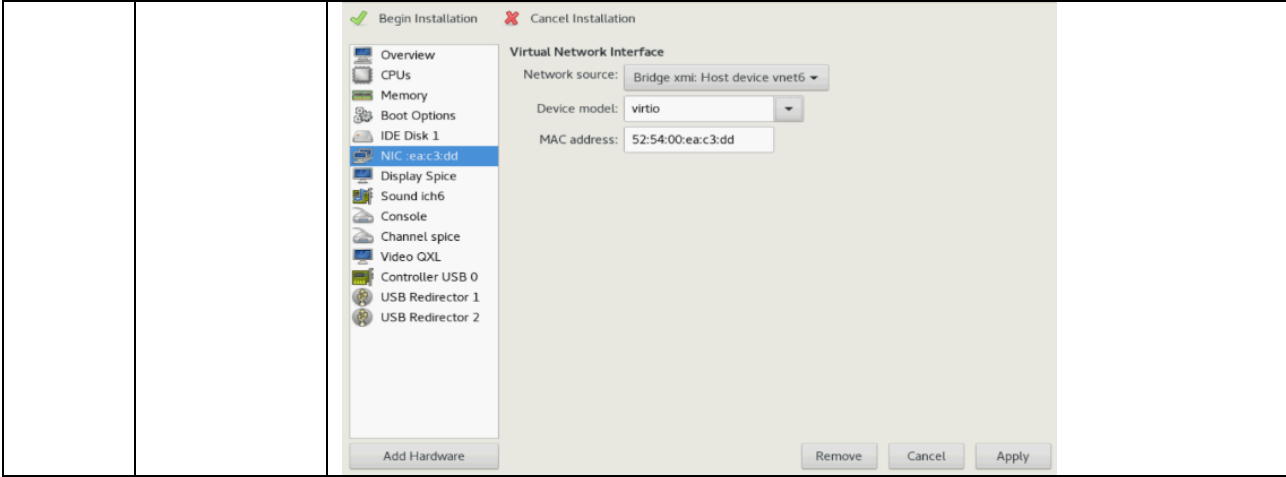 Begin Installation
Cancel Installation
Overview
CPUs
Memory
Boot Options
IDE Disk 1
NIC :ea:c3:dd
Display Spice
Sound ich6
Console
Channel spice
Video QXL
Controller USB 0
USB Redirector 1
USB Redirector 2
Add Hardware
Virtual Network Interface
Network source: Bridge xmi: Host device vnet6
Device model: virtio
MAC address: 52:54:00:ea:c3:dd
Remove
Cancel
Apply